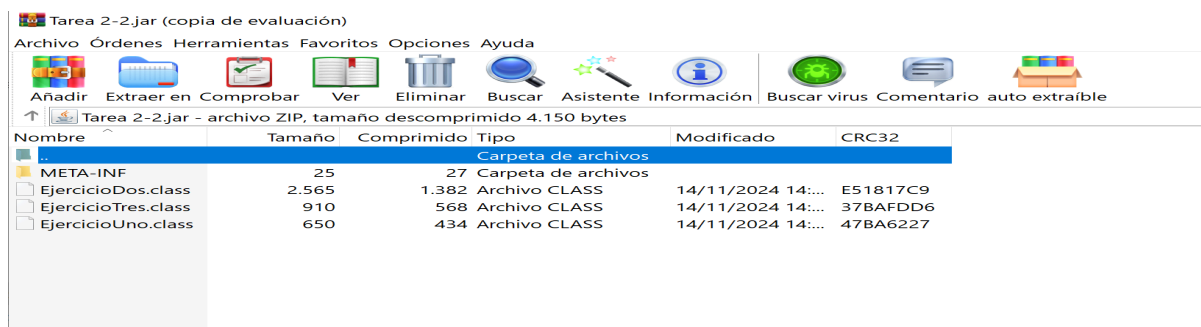 Tarea 2-2.jar (copia de evaluación)
Archivo Órdenes Herramientas Favoritos Opciones Ayuda
Añadir Extraer en Comprobar Ver Eliminar Buscar Asistente Información Buscar virus Comentario auto extraíble
Tarea 2-2.jar - archivo ZIP, tamaño descomprimido 4.150 bytes
Nombre Tamaño Comprimido Tipo Modificado CRC32
.. Carpeta de archivos
META-INF 25 27 Carpeta de archivos
EjercicioDos.class 2.565 1.382 Archivo CLASS 14/11/2024 14:... E51817C9
EjercicioTres.class 910 568 Archivo CLASS 14/11/2024 14:... 37BAFDD6
EjercicioUno.class 650 434 Archivo CLASS 14/11/2024 14:... 47BA6227